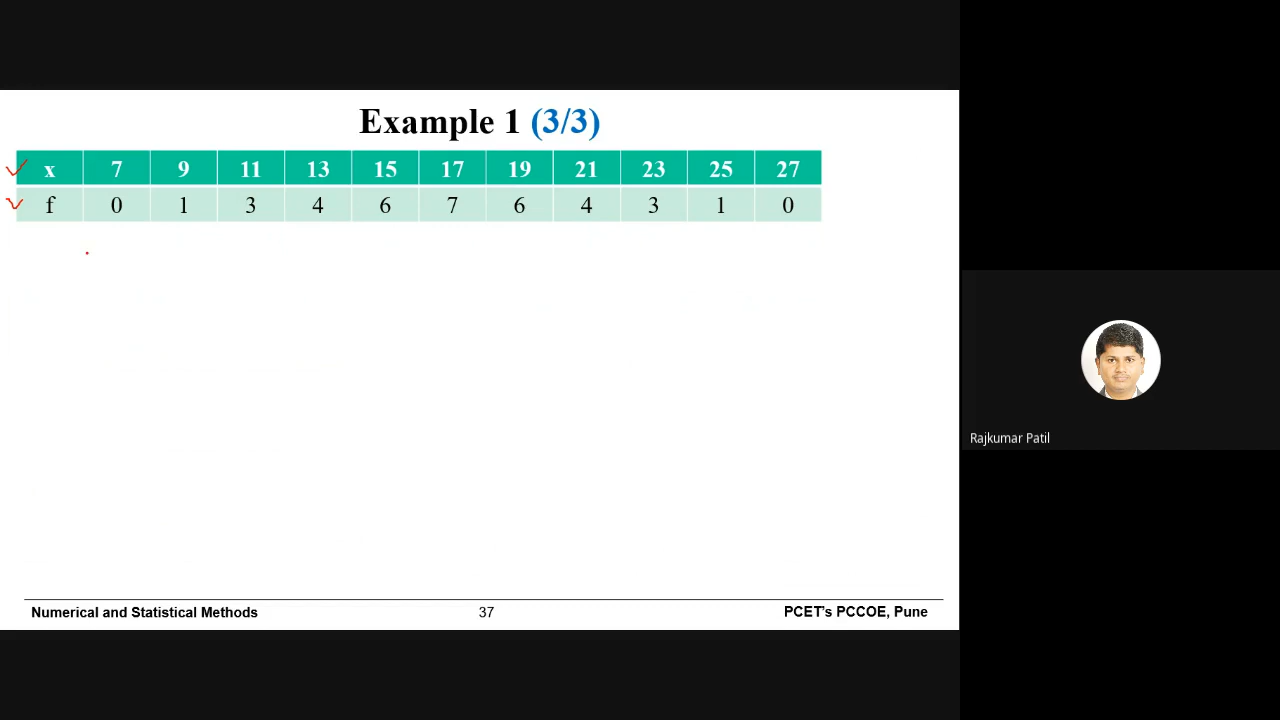 Example 1 (3/3)
x 7 9 11 13 15 17 19 21 23 25 27
f 0 1 3 4 6 7 6 4 3 1 0
Rajkumar Patil
Numerical and Statistical Methods 37 PCET's PCCOE, Pune